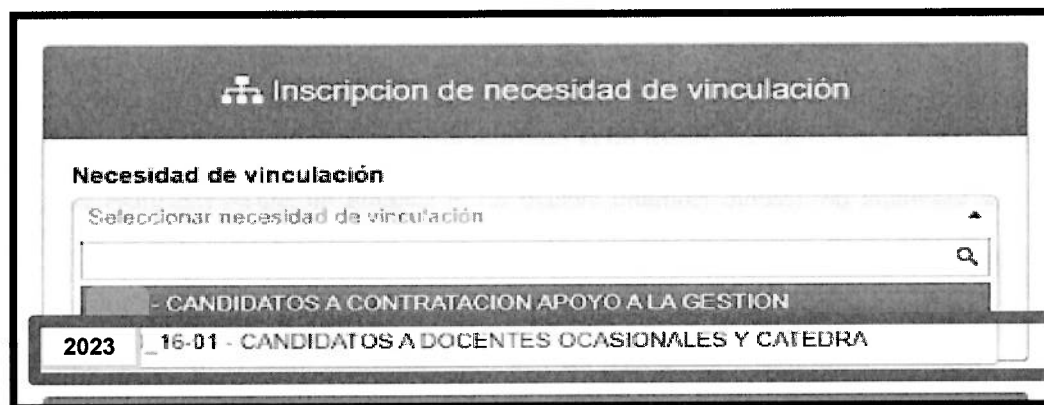 Inscripcion de necesidad de vinculación
Necesidad de vinculación
Seleccionar necesidad de vinculación
- CANDIDATOS A CONTRATACION APOYO A LA GESTION
2023 _16-01 - CANDIDATOS A DOCENTES OCASIONALES Y CATEDRA